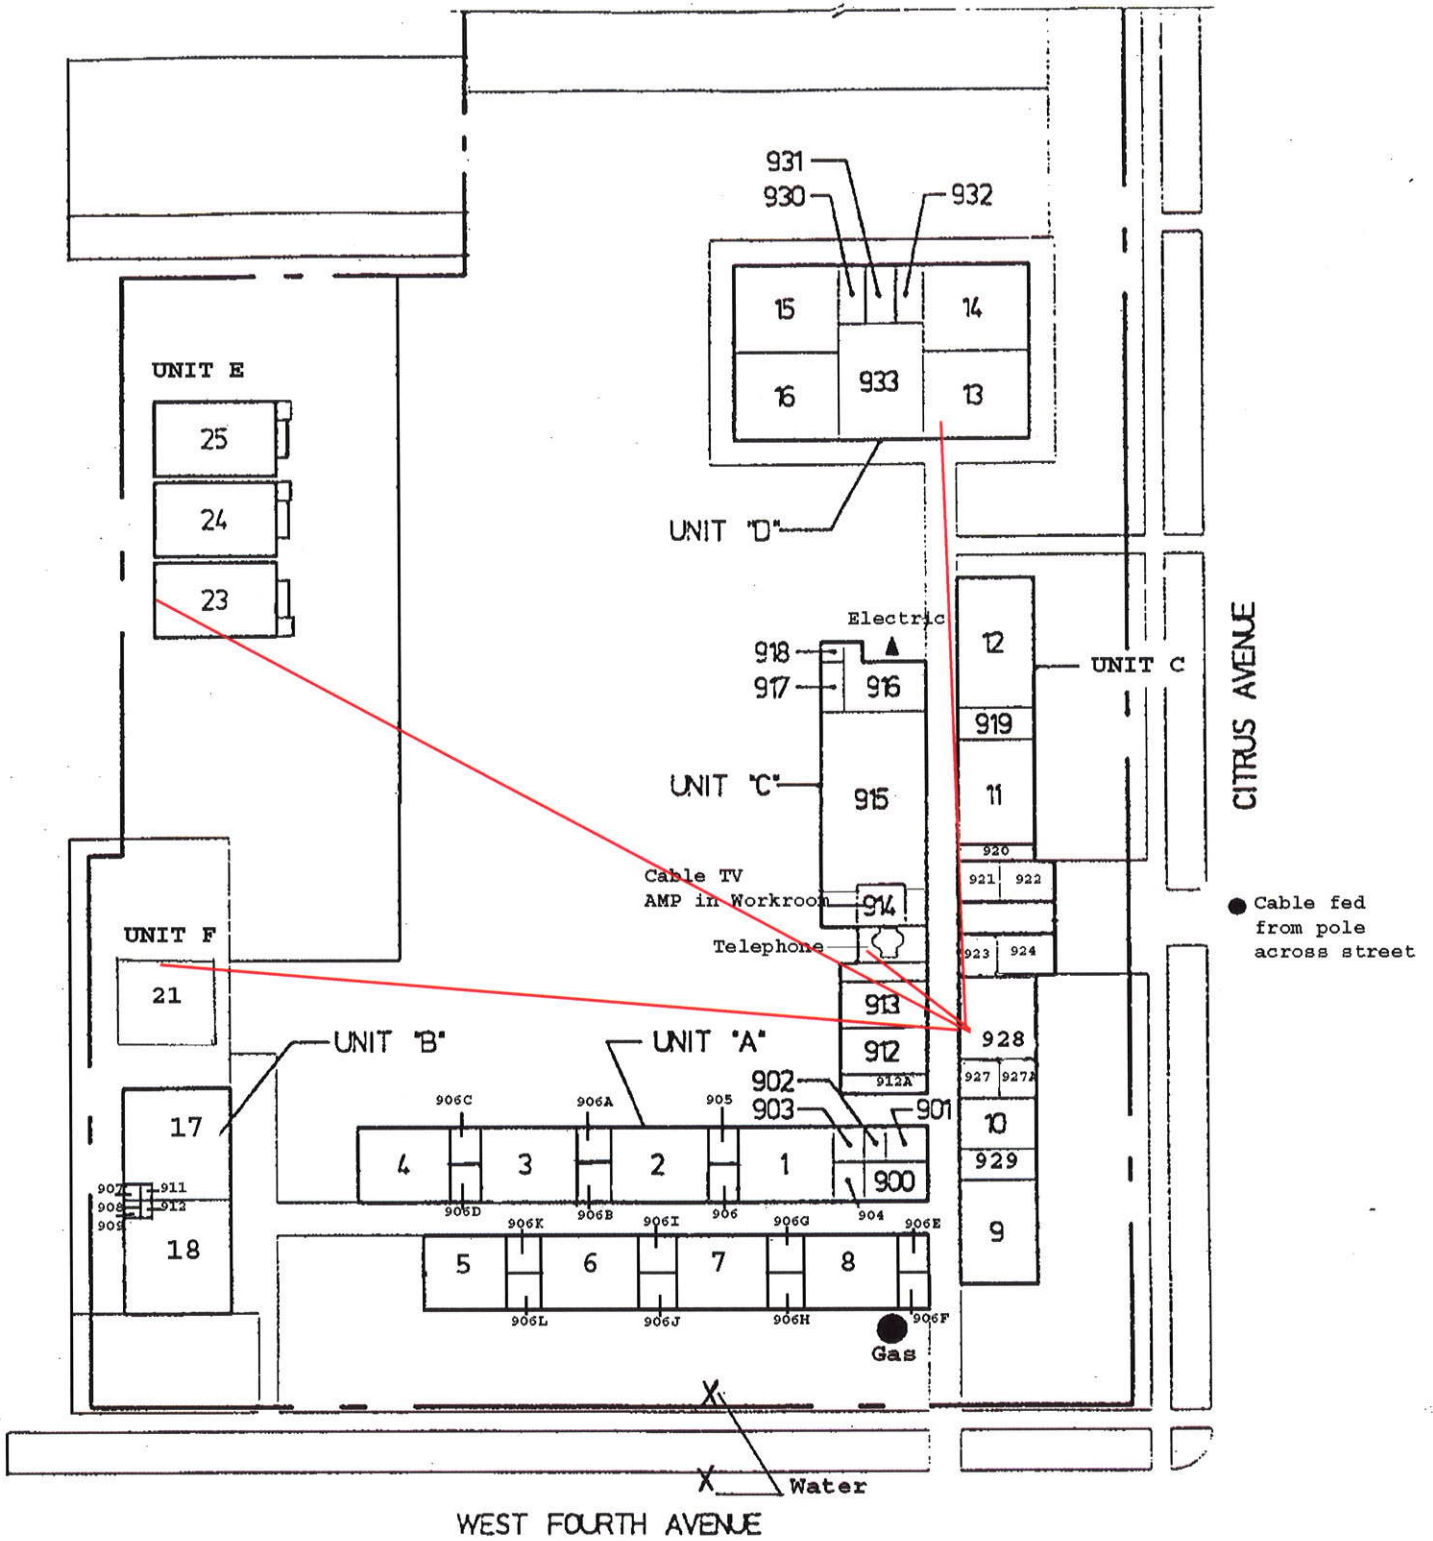 931
930
932
15
14
16
933
13
UNIT E
25
24
23
UNIT "D"
Electric
918
917
916
12
UNIT C
919
UNIT "C"
915
11
CITRUS AVENUE
920
921
922
Cable TV
AMP in Workroom
914
Cable fed
from pole
across street
UNIT F
Telephone
923
924
21
913
928
UNIT "B"
UNIT "A"
912
912A
927
927A
902
903
901
906C
906A
905
17
4
3
2
1
900
10
929
907
911
908
912
909
906D
906B
906
904
906K
906I
906G
906E
18
5
6
7
8
9
906L
906J
906H
906F
Gas
X
X
Water
WEST FOURTH AVENUE